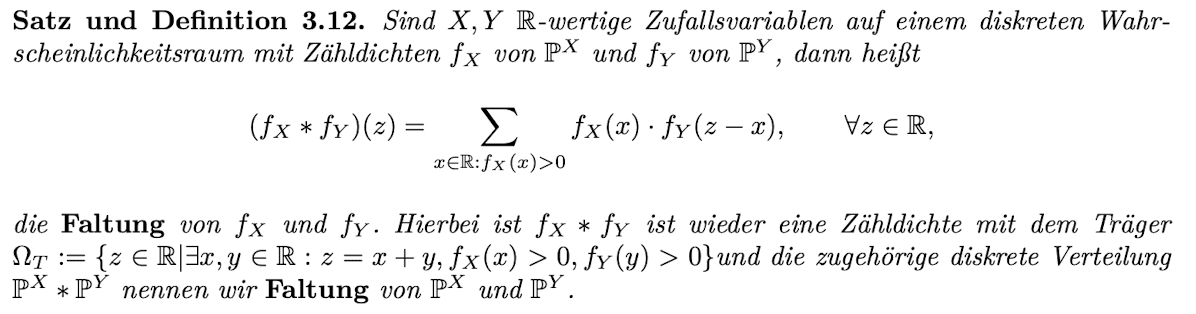 Satz und Definition 3.12. Sind X, Y ℝ-wertige Zufallsvariablen auf einem diskreten Wahr-
scheinlichkeitsraum mit Zähldichten f_X von ℙ^X und f_Y von ℙ^Y, dann heißt
(f_X ∗ f_Y)(z) = ∑_{x∈ℝ:f_X(x)>0} f_X(x) · f_Y(z − x), ∀z ∈ ℝ,
die Faltung von f_X und f_Y. Hierbei ist f_X ∗ f_Y ist wieder eine Zähldichte mit dem Träger
Ω_T := {z ∈ ℝ|∃x, y ∈ ℝ : z = x + y, f_X(x) > 0, f_Y(y) > 0}und die zugehörige diskrete Verteilung
ℙ^X ∗ ℙ^Y nennen wir Faltung von ℙ^X und ℙ^Y.